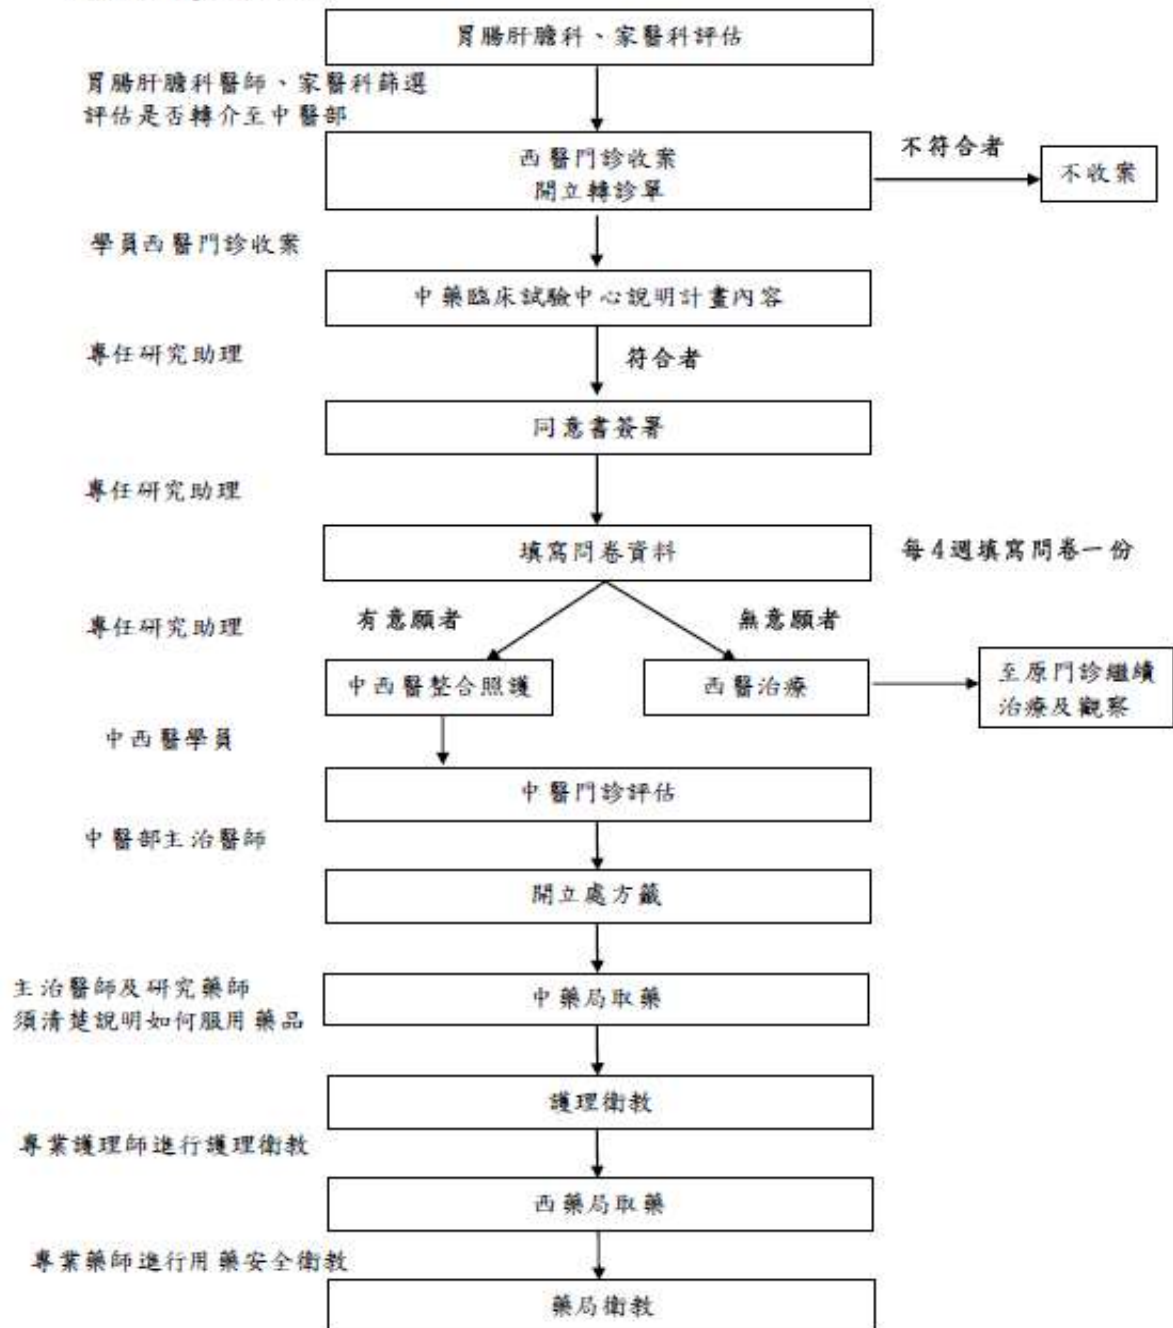 胃腸肝膽科、家醫科評估
胃腸肝膽科醫師、家醫科篩選
評估是否轉介至中醫部
西醫門診收案
開立轉診單
不符合者
不收案
學員西醫門診收案
中藥臨床試驗中心說明計畫內容
專任研究助理
符合者
同意書簽署
專任研究助理
填寫問卷資料
每4週填寫問卷一份
專任研究助理
有意願者
無意願者
中西醫整合照護
西醫治療
至原門診繼續
治療及觀察
中西醫學員
中醫門診評估
中醫部主治醫師
開立處方籤
主治醫師及研究藥師
須清楚說明如何服用藥品
中藥局取藥
護理衛教
專業護理師進行護理衛教
西藥局取藥
專業藥師進行用藥安全衛教
藥局衛教